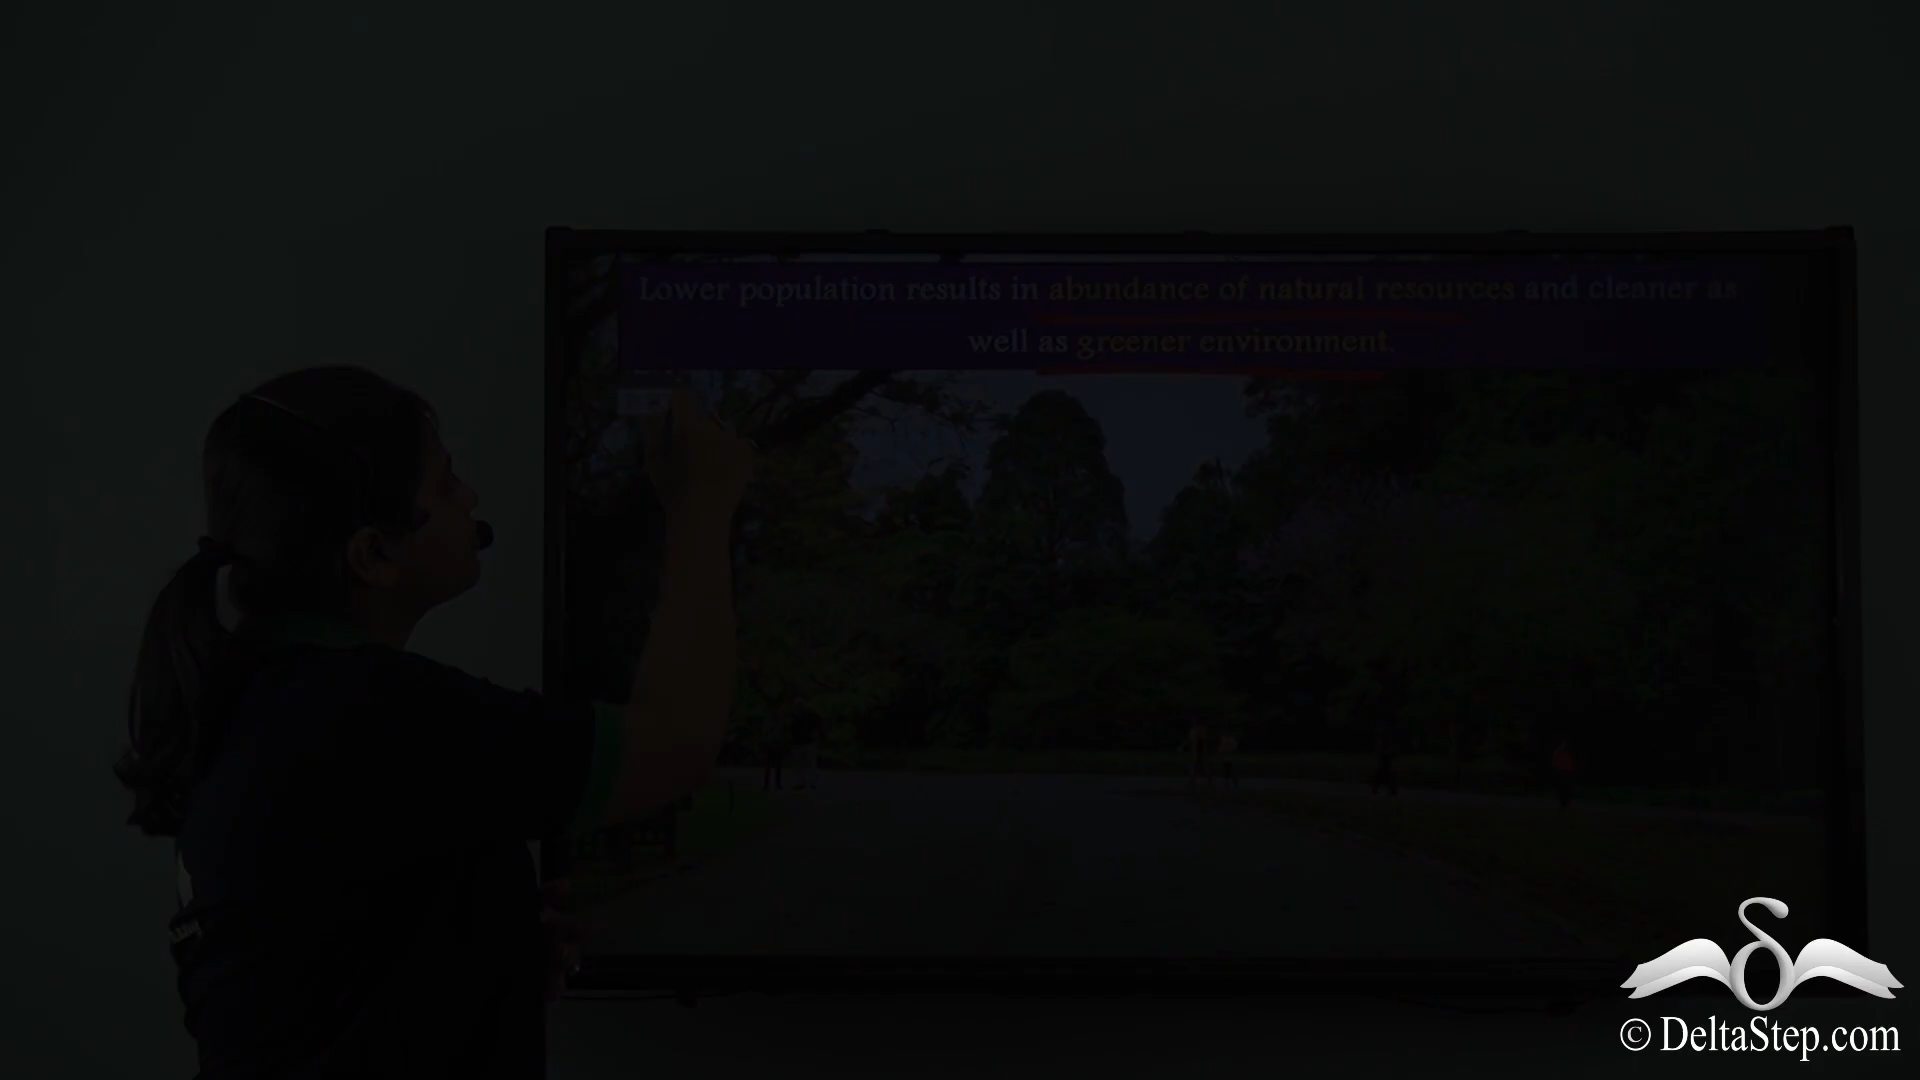 Lower population results in abundance of natural resources and cleaner as
well as greener environment.
© DeltaStep.com